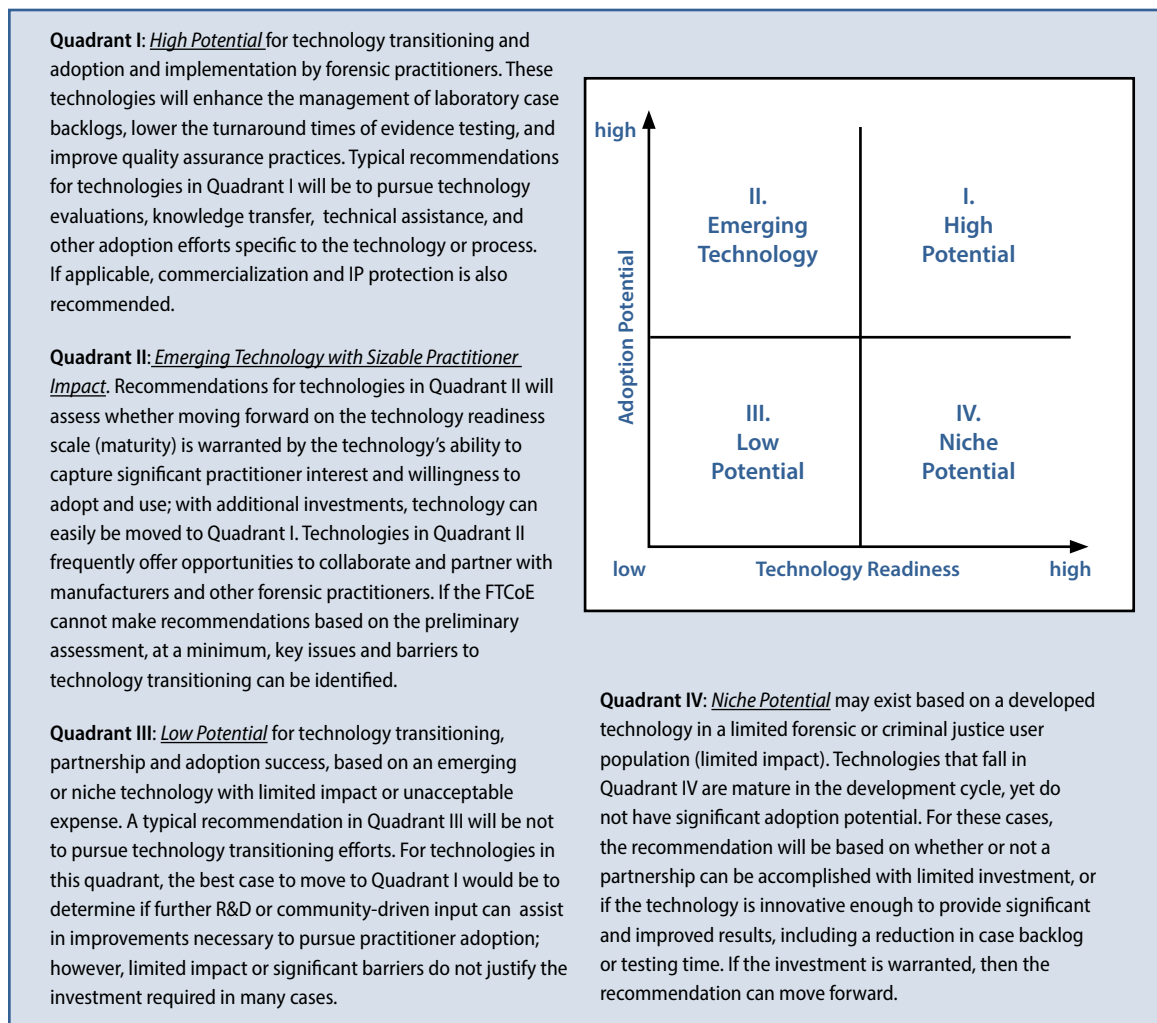 Quadrant I: High Potential for technology transitioning and
adoption and implementation by forensic practitioners. These
technologies will enhance the management of laboratory case
backlogs, lower the turnaround times of evidence testing, and
improve quality assurance practices. Typical recommendations
for technologies in Quadrant I will be to pursue technology
evaluations, knowledge transfer, technical assistance, and
other adoption efforts specific to the technology or process.
If applicable, commercialization and IP protection is also
recommended.
Quadrant II: Emerging Technology with Sizable Practitioner
Impact. Recommendations for technologies in Quadrant II will
assess whether moving forward on the technology readiness
scale (maturity) is warranted by the technology's ability to
capture significant practitioner interest and willingness to
adopt and use; with additional investments, technology can
easily be moved to Quadrant I. Technologies in Quadrant II
frequently offer opportunities to collaborate and partner with
manufacturers and other forensic practitioners. If the FTCoE
cannot make recommendations based on the preliminary
assessment, at a minimum, key issues and barriers to
technology transitioning can be identified.
Quadrant III: Low Potential for technology transitioning,
partnership and adoption success, based on an emerging
or niche technology with limited impact or unacceptable
expense. A typical recommendation in Quadrant III will be not
to pursue technology transitioning efforts. For technologies in
this quadrant, the best case to move to Quadrant I would be to
determine if further R&D or community-driven input can assist
in improvements necessary to pursue practitioner adoption;
however, limited impact or significant barriers do not justify the
investment required in many cases.
high
Adoption Potential
II.
Emerging
Technology
I.
High
Potential
III.
Low
Potential
IV.
Niche
Potential
low
Technology Readiness
high
Quadrant IV: Niche Potential may exist based on a developed
technology in a limited forensic or criminal justice user
population (limited impact). Technologies that fall in
Quadrant IV are mature in the development cycle, yet do
not have significant adoption potential. For these cases,
the recommendation will be based on whether or not a
partnership can be accomplished with limited investment, or
if the technology is innovative enough to provide significant
and improved results, including a reduction in case backlog
or testing time. If the investment is warranted, then the
recommendation can move forward.